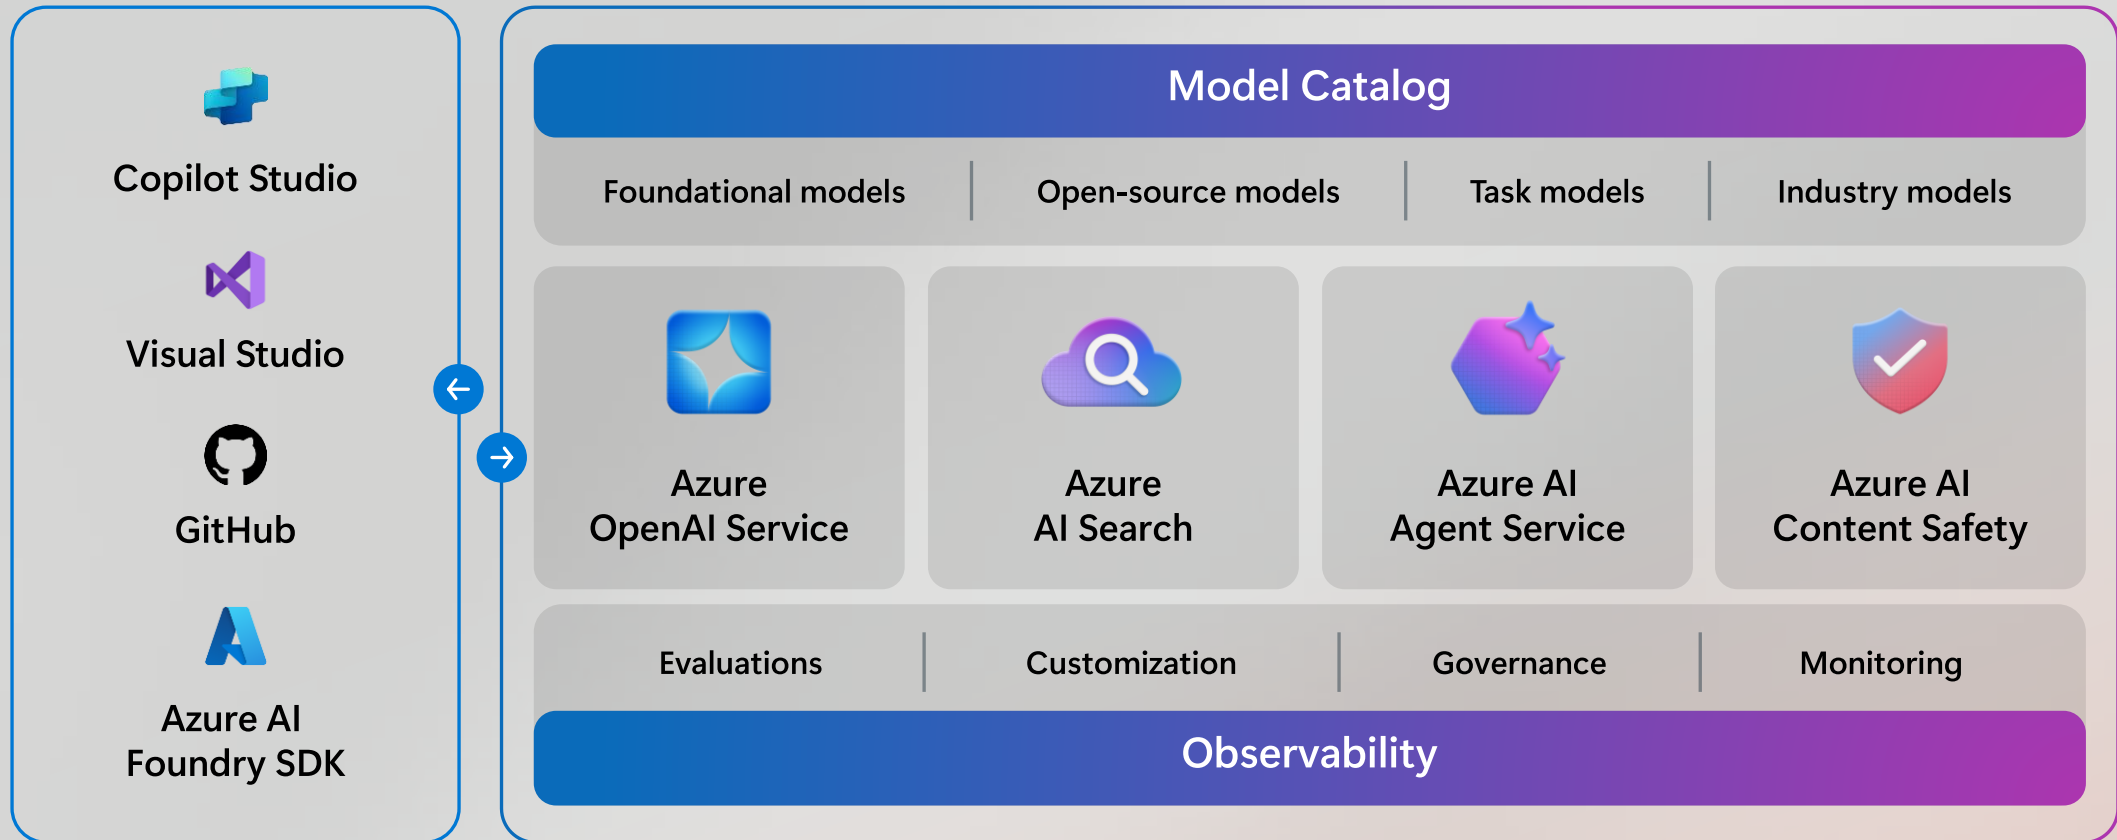 Copilot Studio
Visual Studio
GitHub
Azure AI
Foundry SDK
Model Catalog
Foundational models
Open-source models
Task models
Industry models
Azure
OpenAI Service
Azure
AI Search
Azure AI
Agent Service
Azure AI
Content Safety
Evaluations
Customization
Governance
Monitoring
Observability